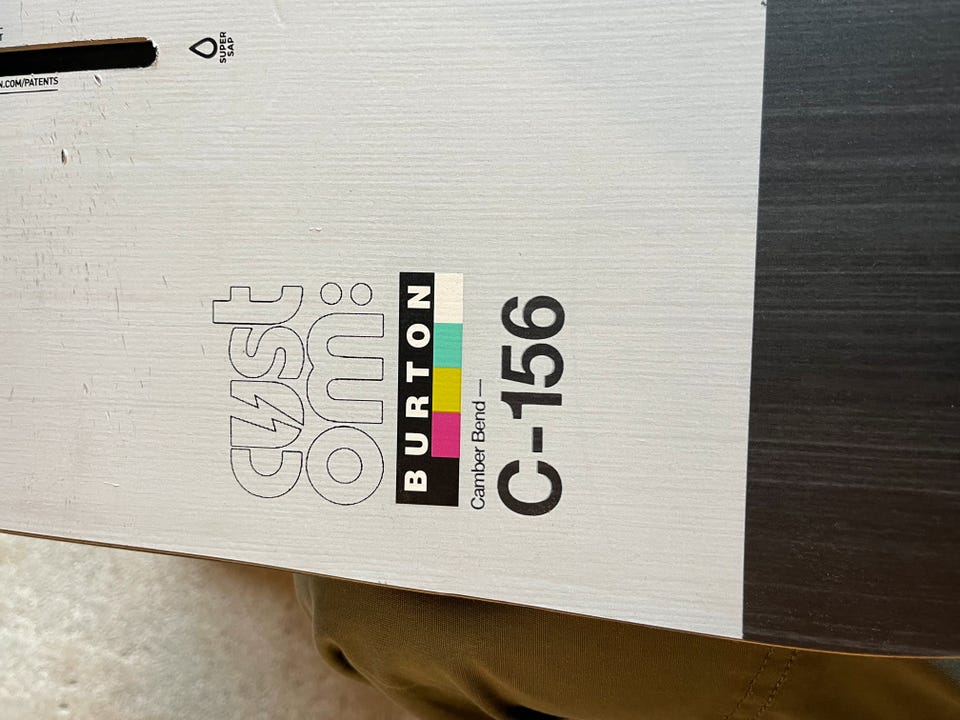 N.COM/PATENTS
SUPER
SAP
cust
om:
BURTON
Camber Bend —
C-156